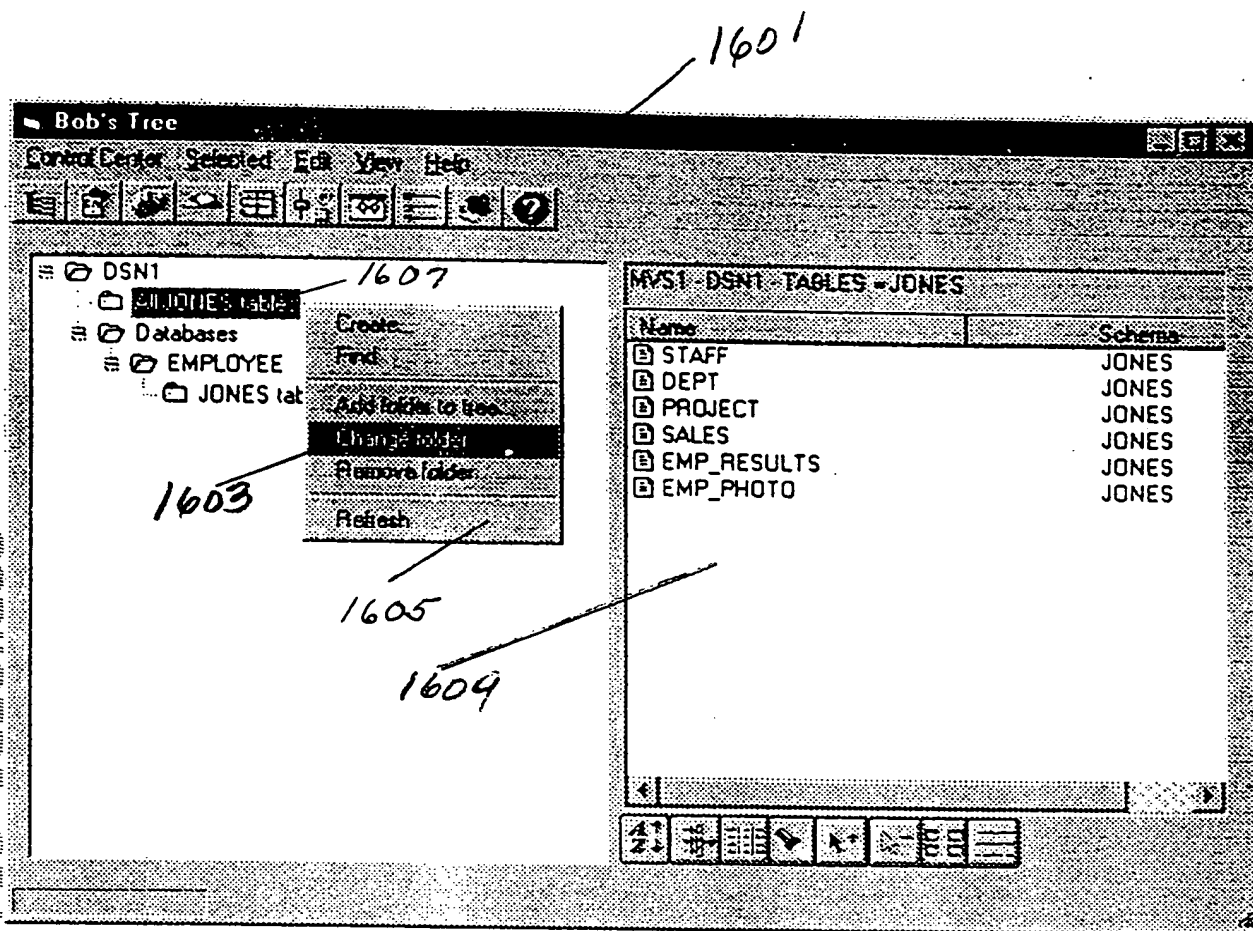 1601
Bob's Tree
Control Center Selected Edit View Help
DSN1
1607
All JONES table
Databases
EMPLOYEE
JONES tab
Create...
Find...
Add folder to tree...
Change folder
Remove folder
Refresh
1603
1605
1609
MVS1 - DSN1 - TABLES = JONES
Name Schema
STAFF JONES
DEPT JONES
PROJECT JONES
SALES JONES
EMP_RESULTS JONES
EMP_PHOTO JONES